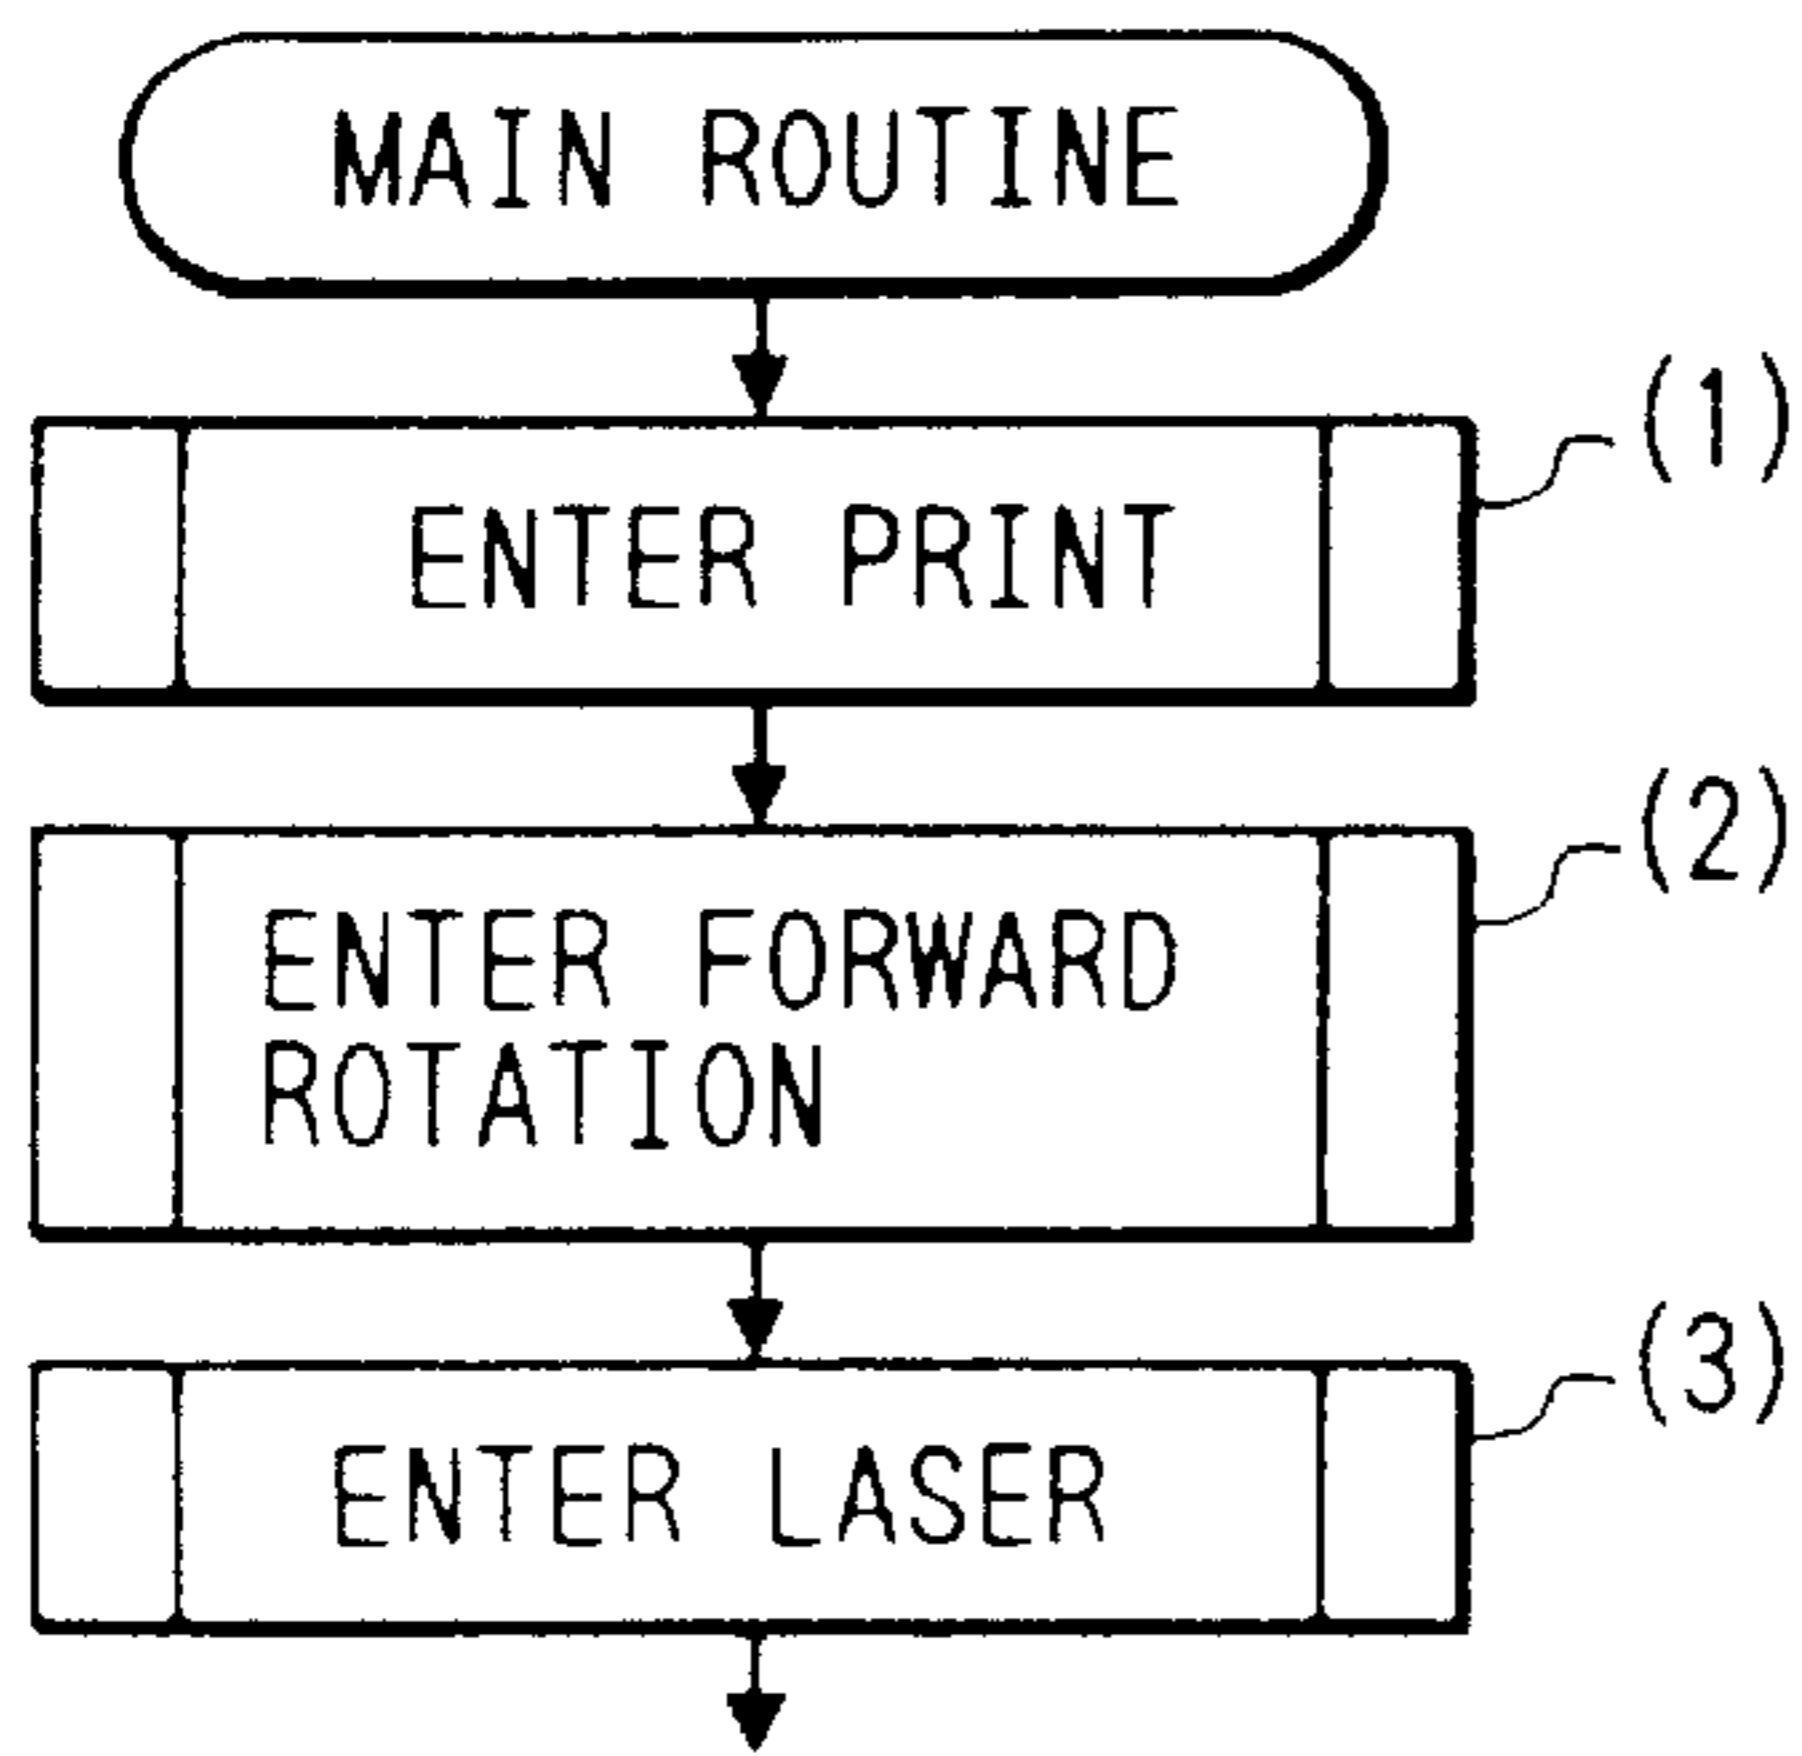 MAIN ROUTINE
(1)
ENTER PRINT
(2)
ENTER FORWARD
ROTATION
(3)
ENTER LASER